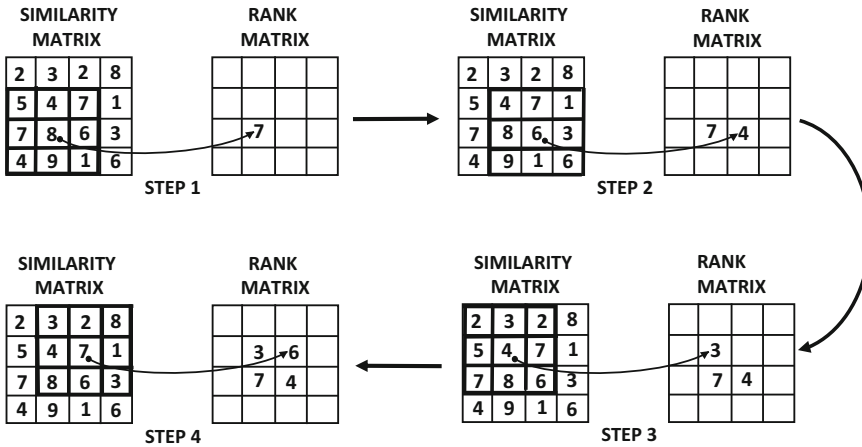 SIMILARITY MATRIX
RANK MATRIX
2 3 2 8
5 4 7 1
7 8 6 3
4 9 1 6
7
STEP 1
SIMILARITY MATRIX
RANK MATRIX
2 3 2 8
5 4 7 1
7 8 6 3
4 9 1 6
7 4
STEP 2
SIMILARITY MATRIX
RANK MATRIX
2 3 2 8
5 4 7 1
7 8 6 3
4 9 1 6
3 6
7 4
STEP 4
SIMILARITY MATRIX
RANK MATRIX
2 3 2 8
5 4 7 1
7 8 6 3
4 9 1 6
3
7 4
STEP 3